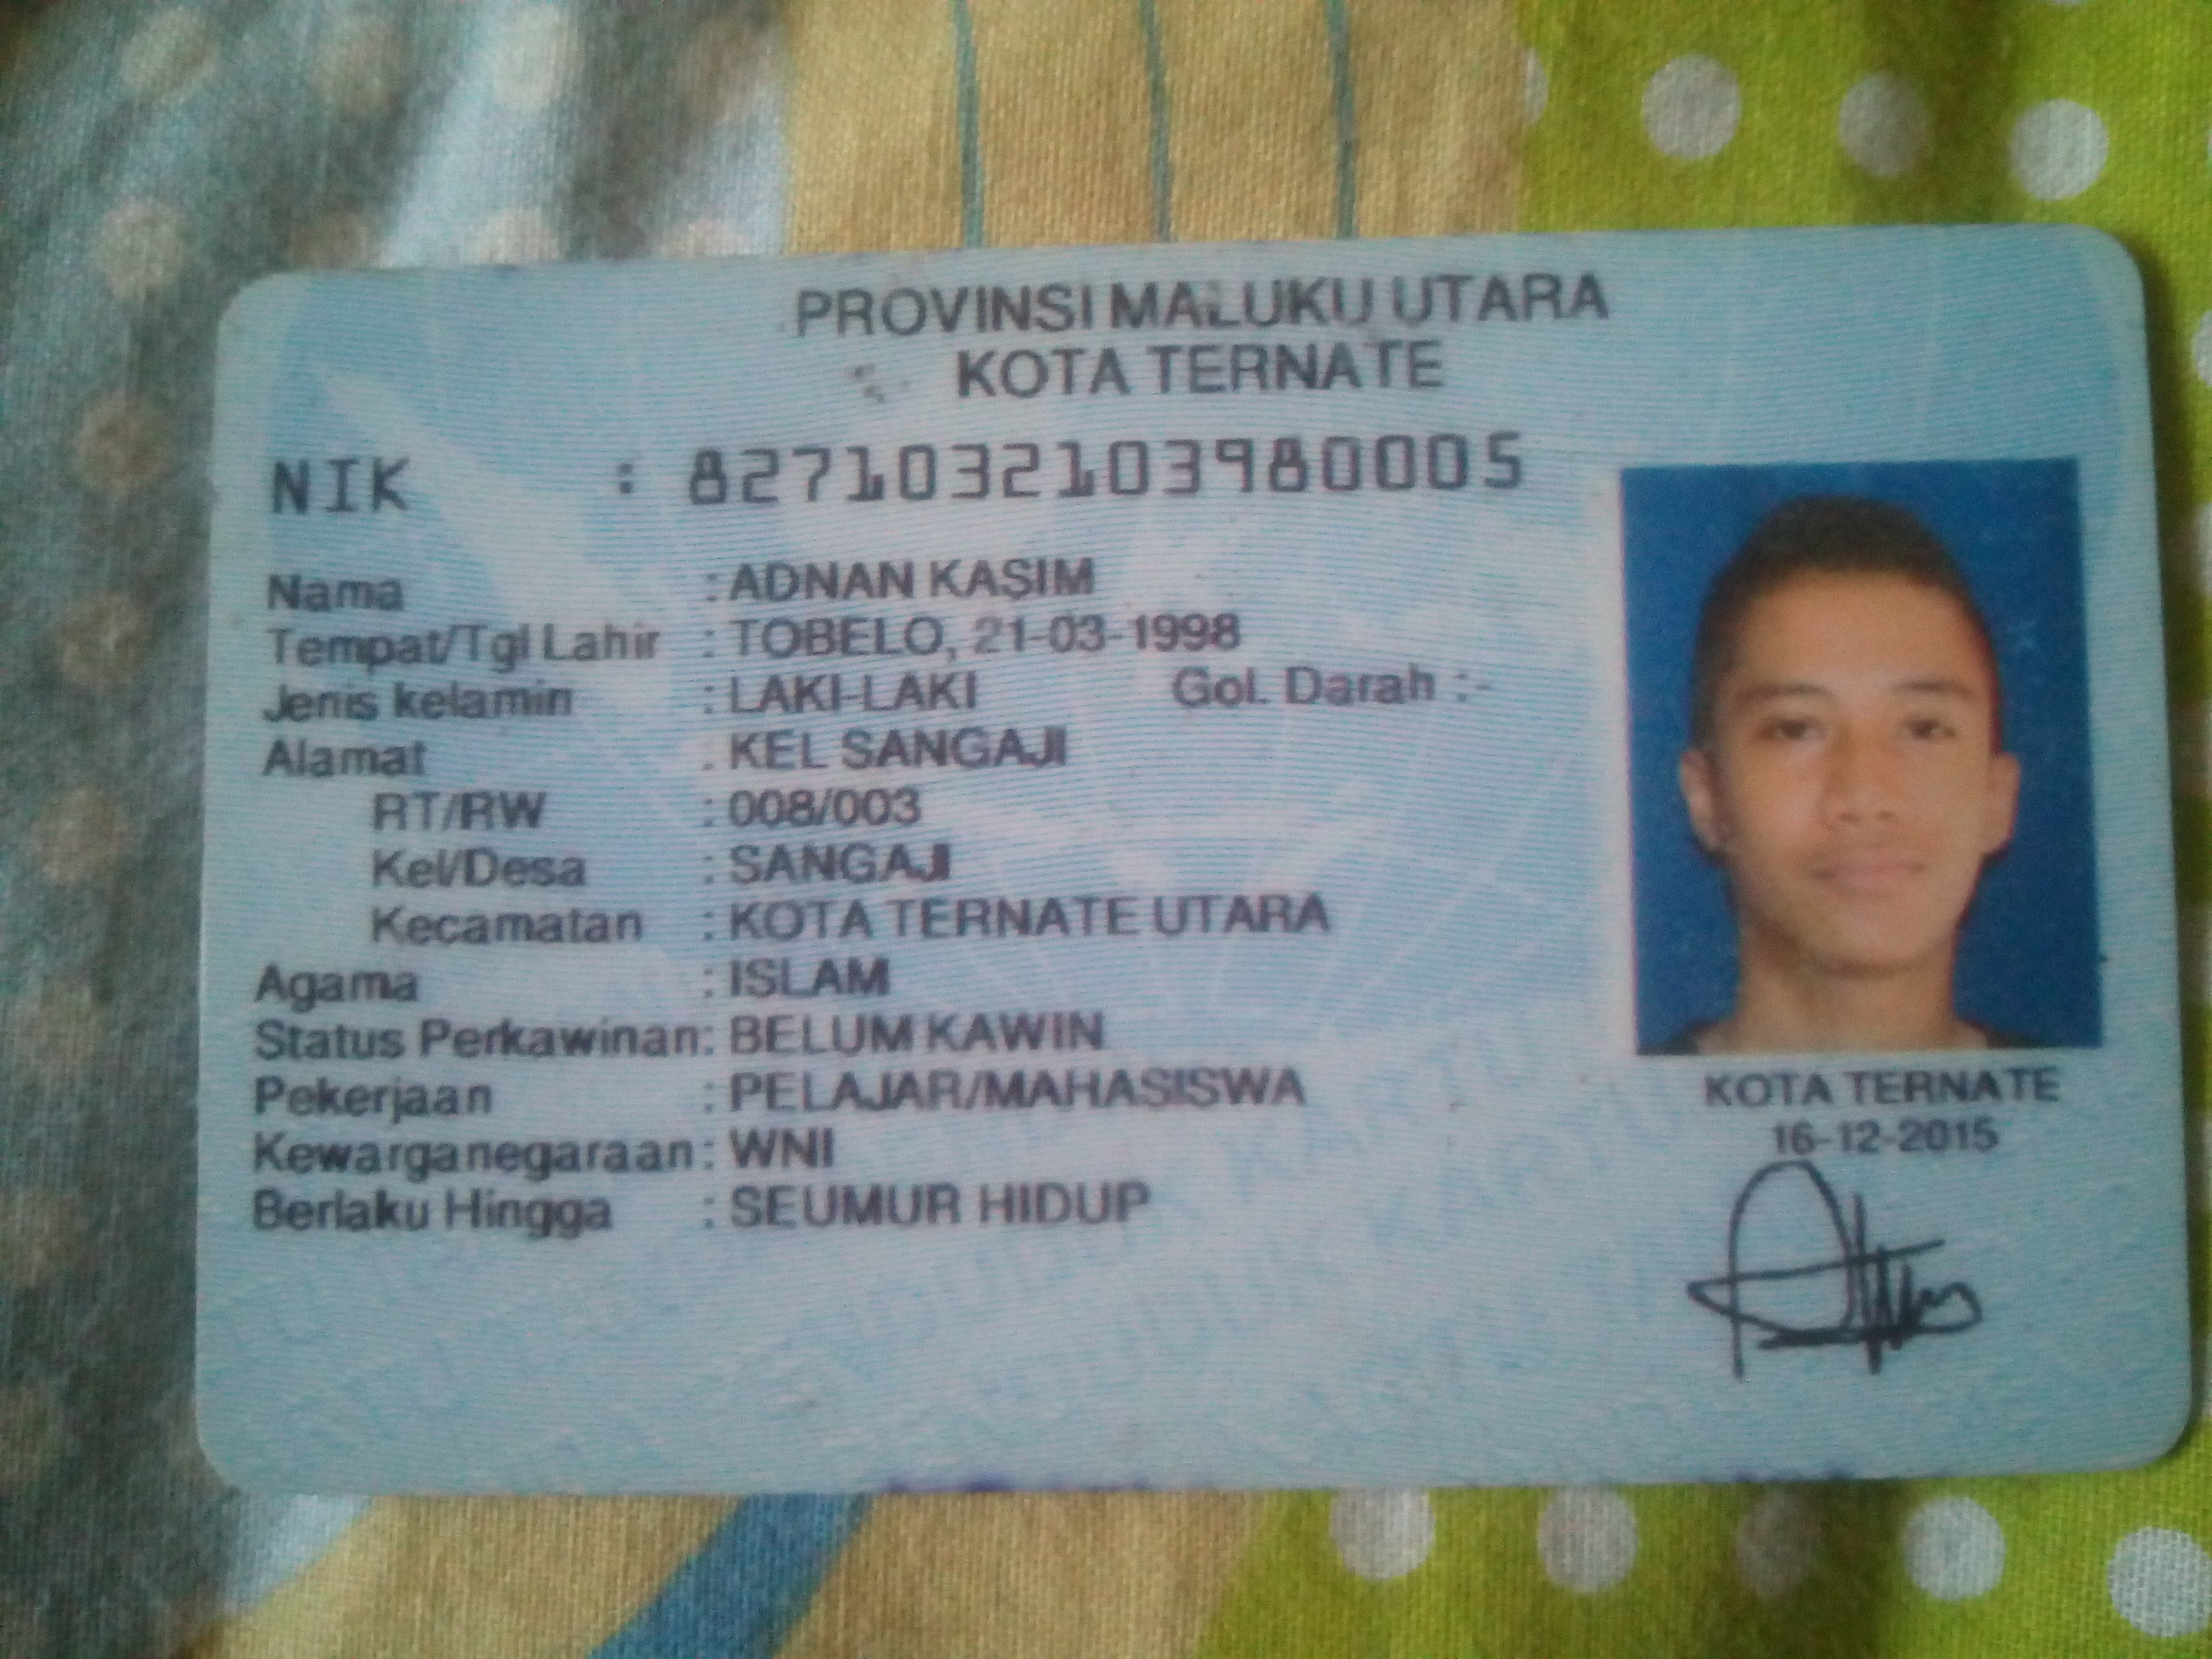 PROVINSI MALUKU UTARA
KOTA TERNATE
NIK : 8271032103980005
Nama : ADNAN KASIM
Tempat/Tgl Lahir : TOBELO, 21-03-1998
Jenis kelamin : LAKI-LAKI Gol. Darah :-
Alamat : KEL SANGAJI
RT/RW : 008/003
Kel/Desa : SANGAJI
Kecamatan : KOTA TERNATE UTARA
Agama : ISLAM
Status Perkawinan: BELUM KAWIN
Pekerjaan : PELAJAR/MAHASISWA
Kewarganegaraan: WNI
Berlaku Hingga : SEUMUR HIDUP
KOTA TERNATE
16-12-2015